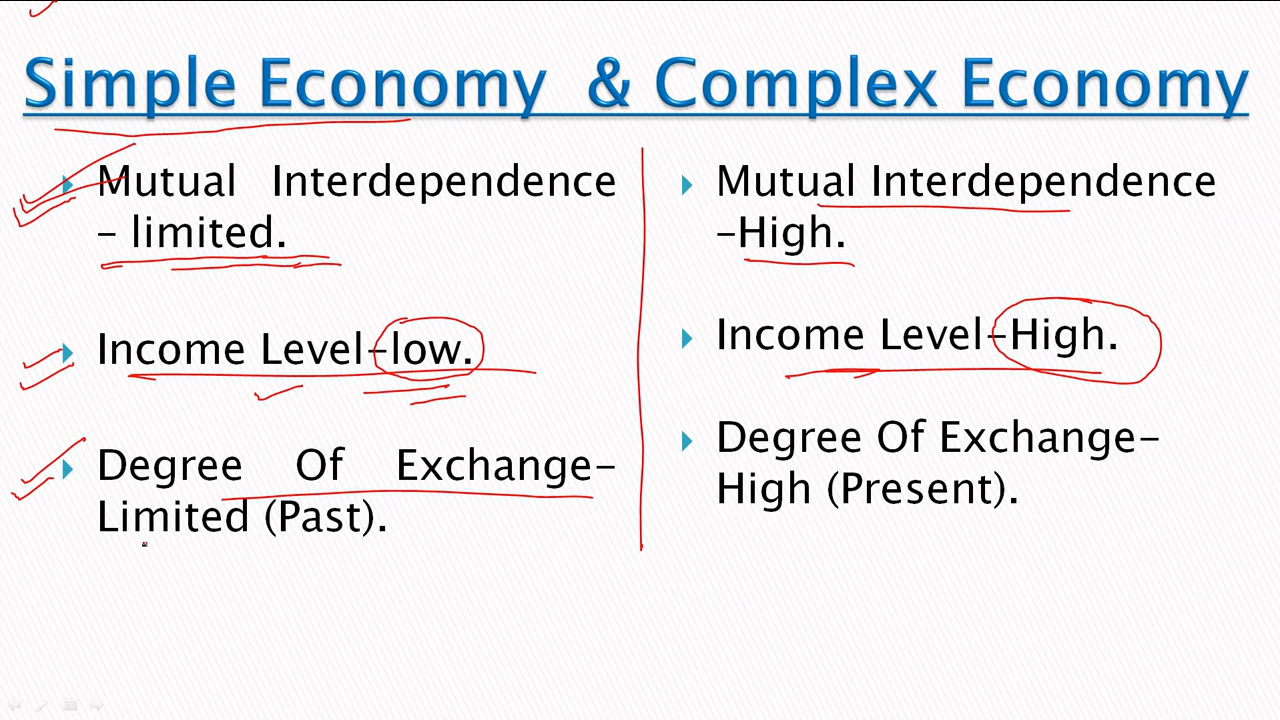 Simple Economy & Complex Economy
Mutual Interdependence
– limited.
Income Level–low.
Degree Of Exchange–
Limited (Past).
Mutual Interdependence
–High.
Income Level–High.
Degree Of Exchange–
High (Present).